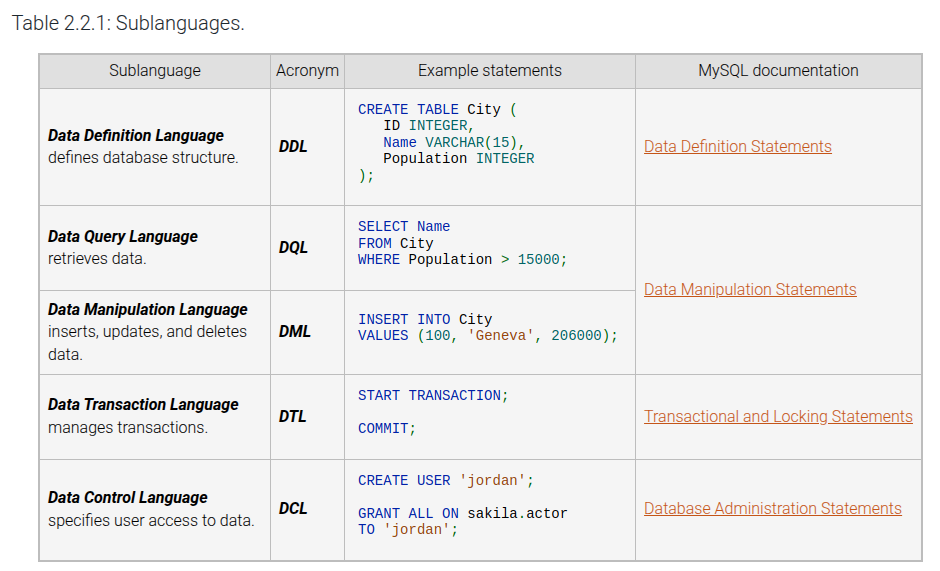 Table 2.2.1: Sublanguages.
Sublanguage Acronym Example statements MySQL documentation
Data Definition Language
defines database structure.
DDL
CREATE TABLE City (
ID INTEGER,
Name VARCHAR(15),
Population INTEGER
);
Data Definition Statements
Data Query Language
retrieves data.
DQL
SELECT Name
FROM City
WHERE Population > 15000;
Data Manipulation Statements
Data Manipulation Language
inserts, updates, and deletes
data.
DML
INSERT INTO City
VALUES (100, 'Geneva', 206000);
Data Transaction Language
manages transactions.
DTL
START TRANSACTION;
COMMIT;
Transactional and Locking Statements
Data Control Language
specifies user access to data.
DCL
CREATE USER 'jordan';
GRANT ALL ON sakila.actor
TO 'jordan';
Database Administration Statements